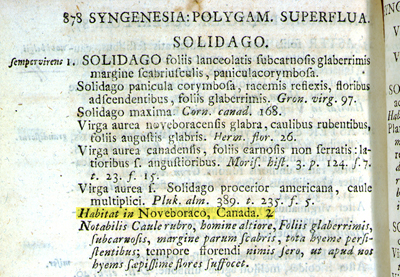 878 SYNGENESIA: POLYGAM. SUPERFLUA.
SOLIDAGO.
sempervirens 1. SOLIDAGO foliis lanceolatis subcarnosis glaberrimis
margine scabriusculis, panicula corymbosa.
Solidago panicula corymbosa, racemis reflexis, floribus
adscendentibus, foliis glaberrimis. Gron. virg. 97.
Solidago maxima. Corn. canad. 168.
Virga aurea noveboracensis glabra, caulibus rubentibus,
foliis angustis glabris. Herm. flor. 26.
Virga aurea canadensis, foliis carnosis non serratis: la-
tioribus s. angustioribus. Moris. hist. 3. p. 124. s. 7.
t. 23. f. 15.
Virga aurea s. Solidago procerior americana, caule
multiplici. Pluk. alm. 389. t. 235. f. 5.
Habitat in Noveboraco, Canada.
Notabilis Caule rubro, homine altiore, Foliis glaberrimis,
subcarnosis, margine parum scabris, tota hyeme persi-
stentibus; tempore florendi nimis sero, ut apud not
hyems sæpissime flores suffocet.